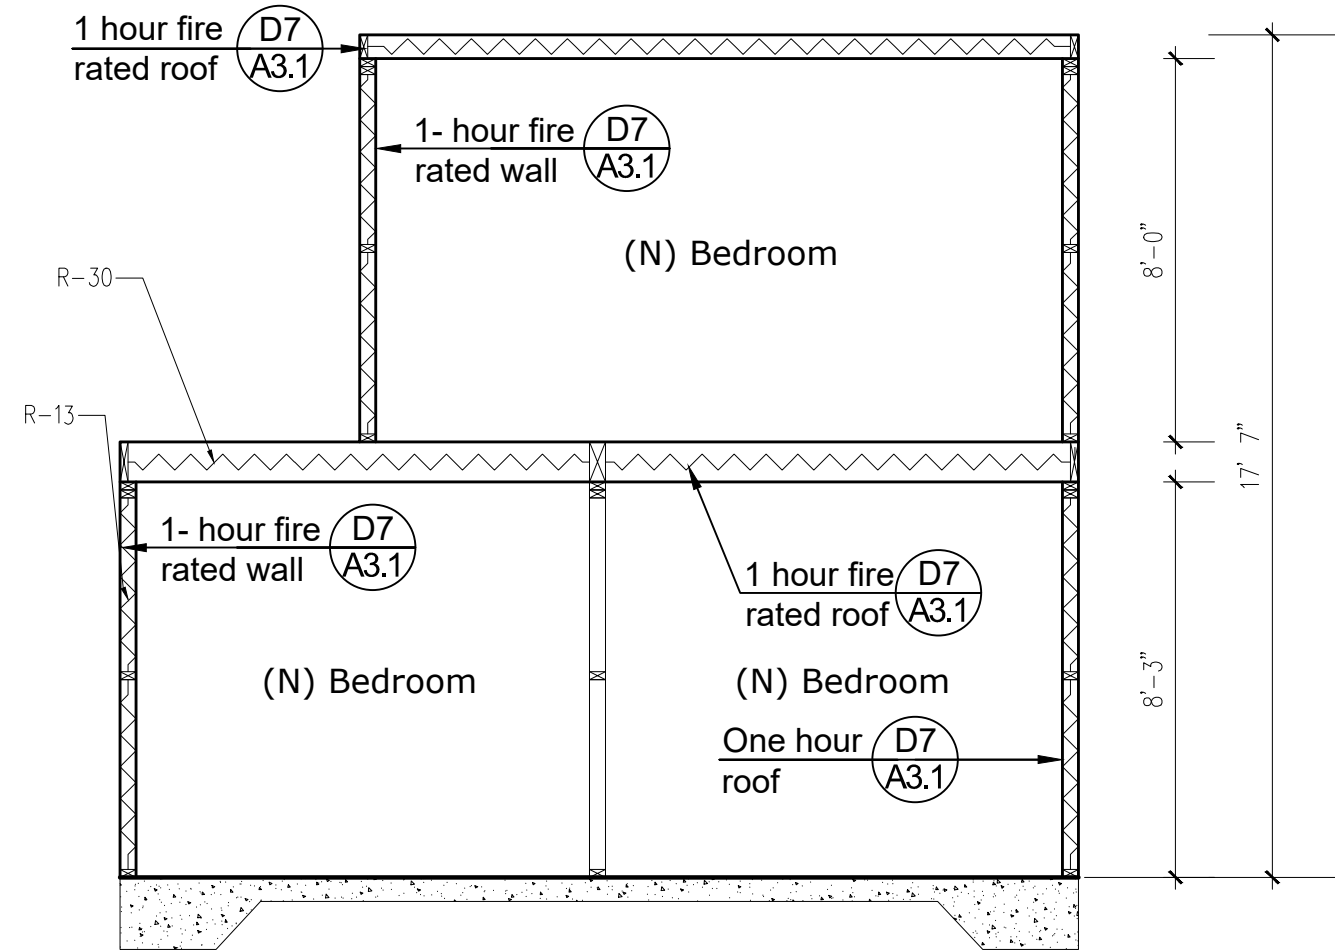 1 hour fire
rated roof
D7
A3.1
1- hour fire
rated wall
D7
A3.1
(N) Bedroom
8'-0"
R-30
R-13
17' 7"
1- hour fire
rated wall
D7
A3.1
1 hour fire
rated roof
D7
A3.1
(N) Bedroom
(N) Bedroom
8'-3"
One hour
roof
D7
A3.1